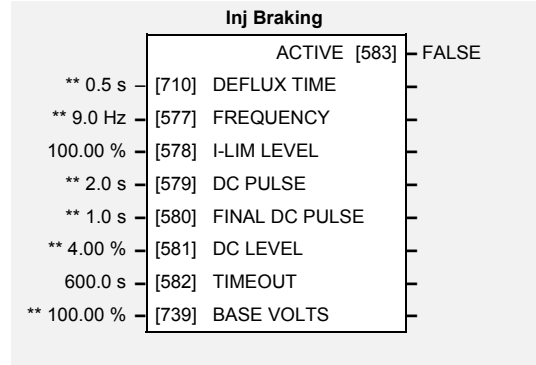 Inj Braking
ACTIVE [583] – FALSE
** 0.5 s – [710] DEFLUX TIME –
** 9.0 Hz – [577] FREQUENCY –
100.00 % – [578] I-LIM LEVEL –
** 2.0 s – [579] DC PULSE –
** 1.0 s – [580] FINAL DC PULSE –
** 4.00 % – [581] DC LEVEL –
600.0 s – [582] TIMEOUT –
** 100.00 % – [739] BASE VOLTS –